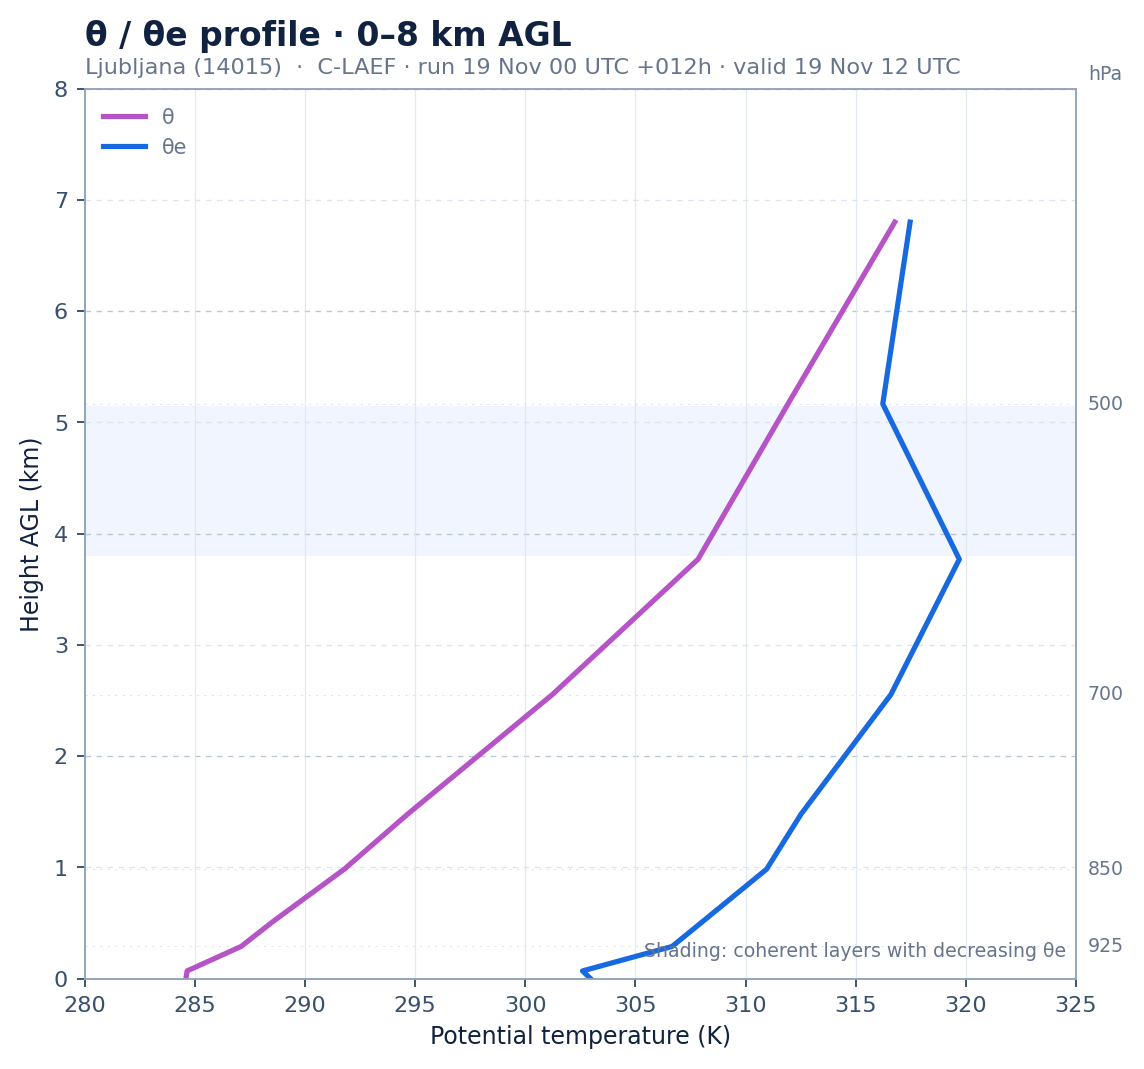 θ / θe profile · 0–8 km AGL
Ljubljana (14015) · C-LAEF · run 19 Nov 00 UTC +012h · valid 19 Nov 12 UTC
hPa
θ
θe
8
7
6
5
4
3
2
1
0
Height AGL (km)
500
700
850
925
Shading: coherent layers with decreasing θe
280 285 290 295 300 305 310 315 320 325
Potential temperature (K)